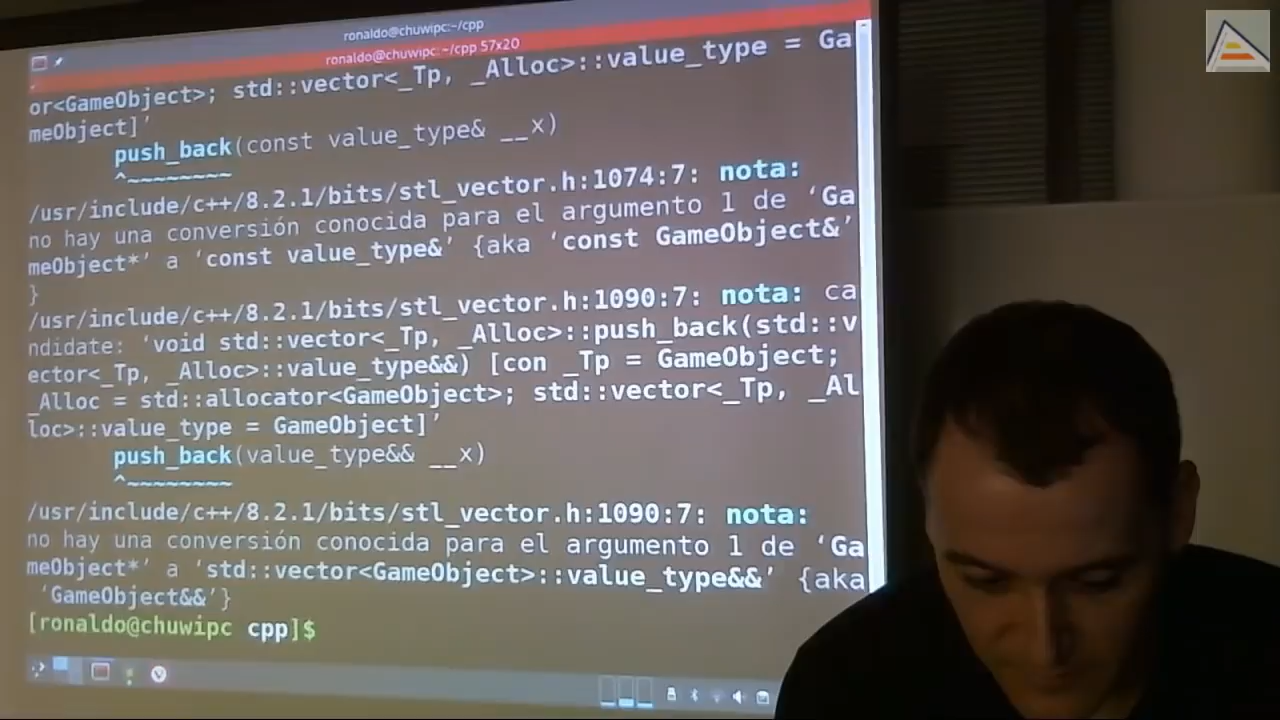 ronaldo@chuwipc:~/cpp
ronaldo@chuwipc:~/cpp 57x20
or<GameObject>; std::vector<_Tp, _Alloc>::value_type = Ga
meObject]’
push_back(const value_type& __x)
^~~~~~~~~
/usr/include/c++/8.2.1/bits/stl_vector.h:1074:7: nota:
no hay una conversión conocida para el argumento 1 de ‘Ga
meObject*’ a ‘const value_type&’ {aka ‘const GameObject&’
}
/usr/include/c++/8.2.1/bits/stl_vector.h:1090:7: nota: ca
ndidate: ‘void std::vector<_Tp, _Alloc>::push_back(std::v
ector<_Tp, _Alloc>::value_type&&) [con _Tp = GameObject;
_Alloc = std::allocator<GameObject>; std::vector<_Tp, _Al
loc>::value_type = GameObject]’
push_back(value_type&& __x)
^~~~~~~~~
/usr/include/c++/8.2.1/bits/stl_vector.h:1090:7: nota:
no hay una conversión conocida para el argumento 1 de ‘Ga
meObject*’ a ‘std::vector<GameObject>::value_type&&’ {aka
‘GameObject&&’}
[ronaldo@chuwipc cpp]$